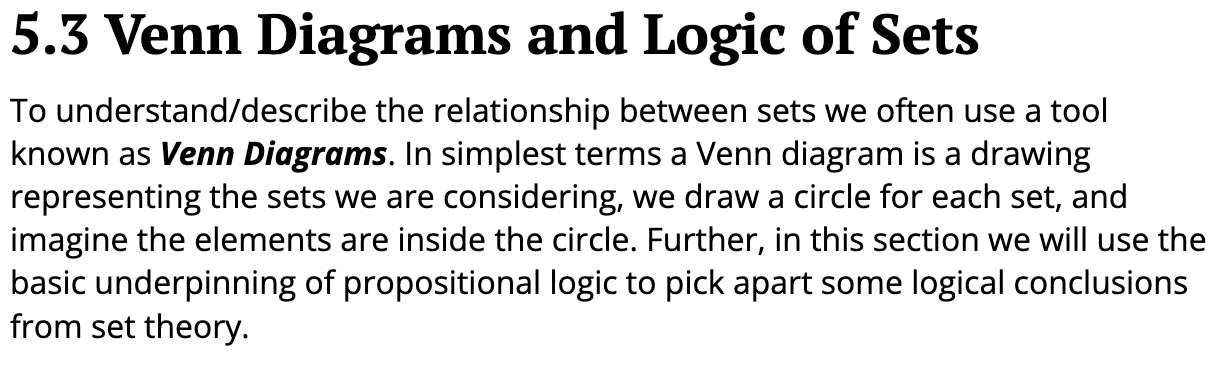 5.3 Venn Diagrams and Logic of Sets
To understand/describe the relationship between sets we often use a tool
known as Venn Diagrams. In simplest terms a Venn diagram is a drawing
representing the sets we are considering, we draw a circle for each set, and
imagine the elements are inside the circle. Further, in this section we will use the
basic underpinning of propositional logic to pick apart some logical conclusions
from set theory.